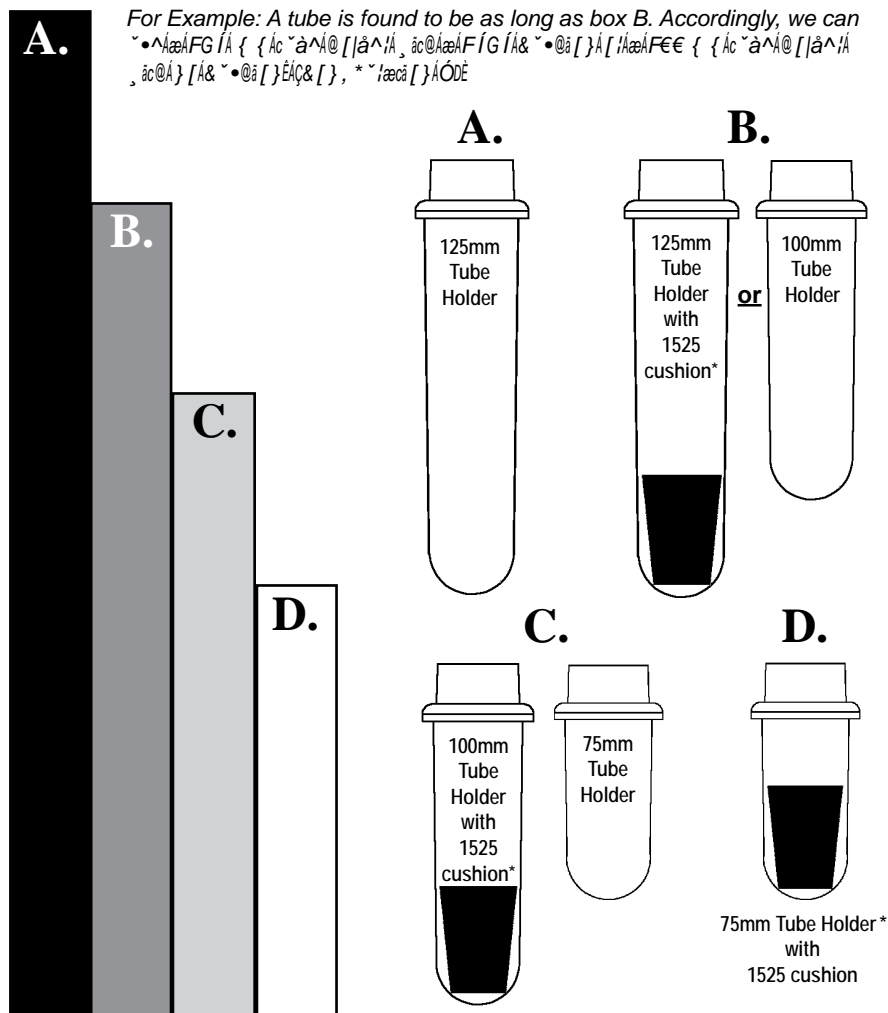 For Example: A tube is found to be as long as box B. Accordingly, we can
A.
B.
C.
D.
A.
125mm
Tube
Holder
B.
125mm
Tube
Holder
with
1525
cushion*
or
100mm
Tube
Holder
C.
100mm
Tube
Holder
with
1525
cushion*
75mm
Tube
Holder
D.
75mm Tube Holder *
with
1525 cushion